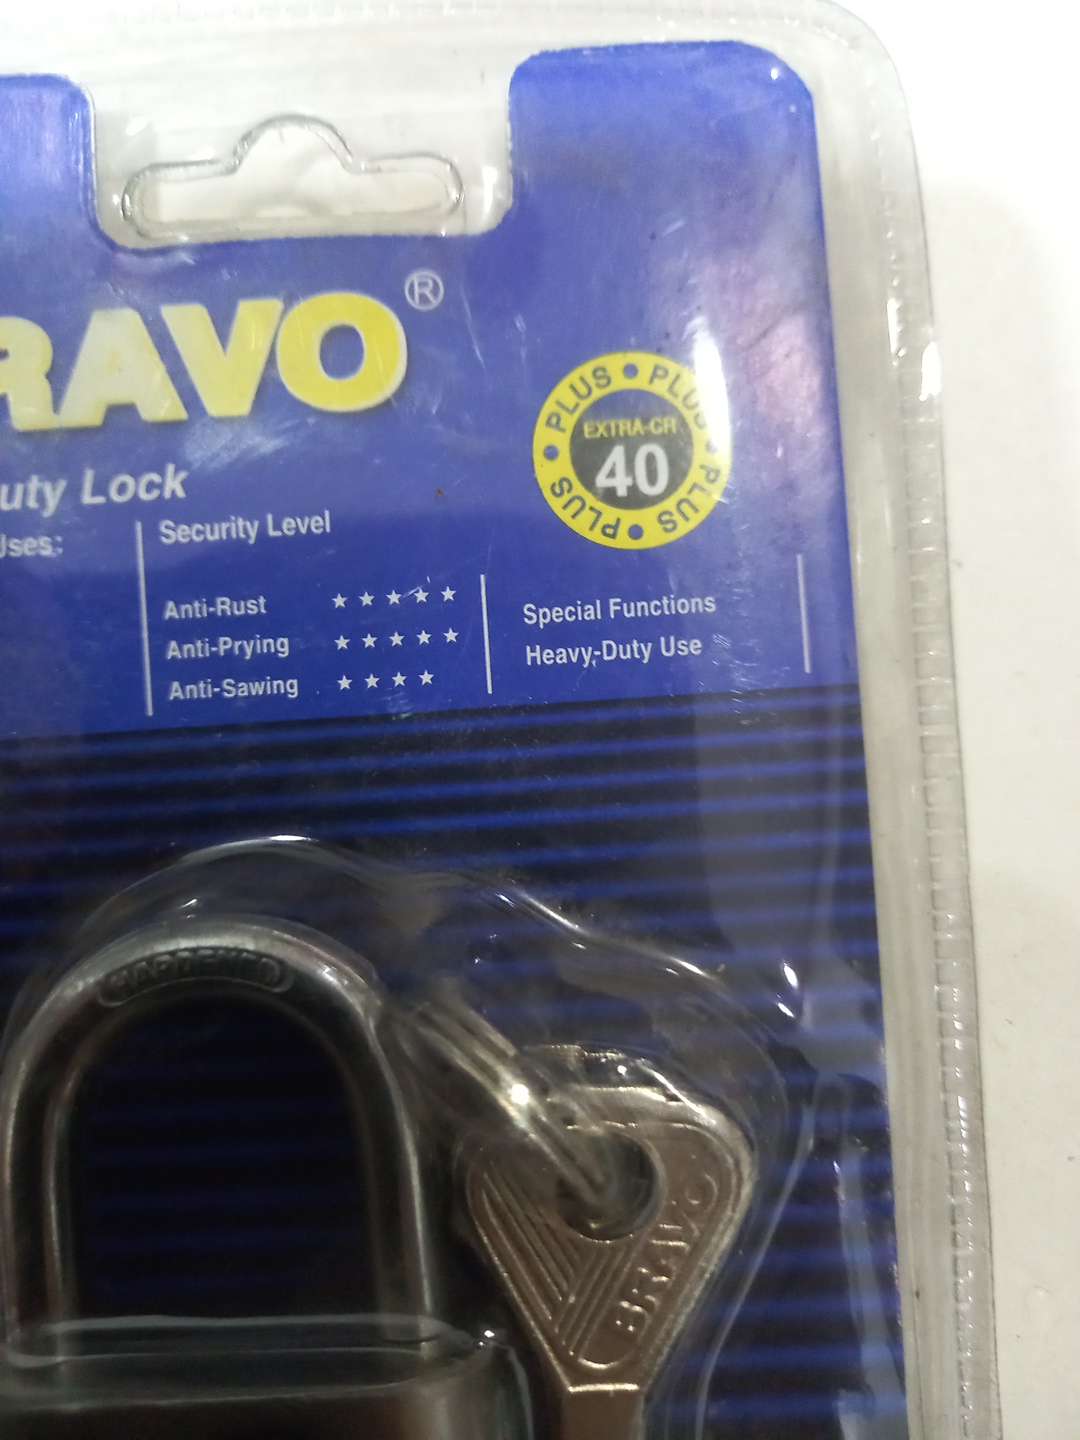 RAVO ®
PLUS • PLUS • PLUS • PLUS • PLUS •
EXTRA-CR
40
uty Lock
Uses:
Security Level
Anti-Rust ★ ★ ★ ★ ★
Anti-Prying ★ ★ ★ ★ ★
Anti-Sawing ★ ★ ★ ★
Special Functions
Heavy-Duty Use
HARDENED
BRAVO